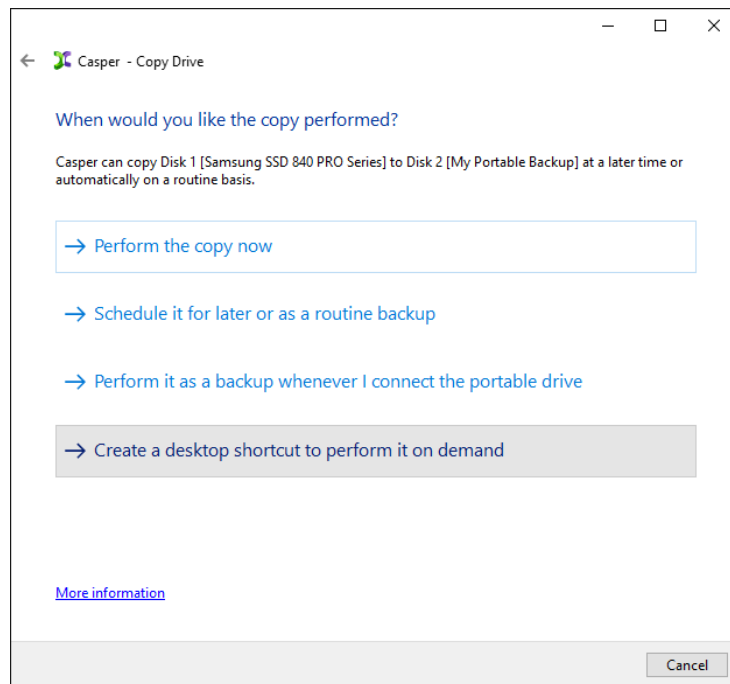 Casper - Copy Drive
When would you like the copy performed?
Casper can copy Disk 1 [Samsung SSD 840 PRO Series] to Disk 2 [My Portable Backup] at a later time or
automatically on a routine basis.
Perform the copy now
Schedule it for later or as a routine backup
Perform it as a backup whenever I connect the portable drive
Create a desktop shortcut to perform it on demand
More information
Cancel